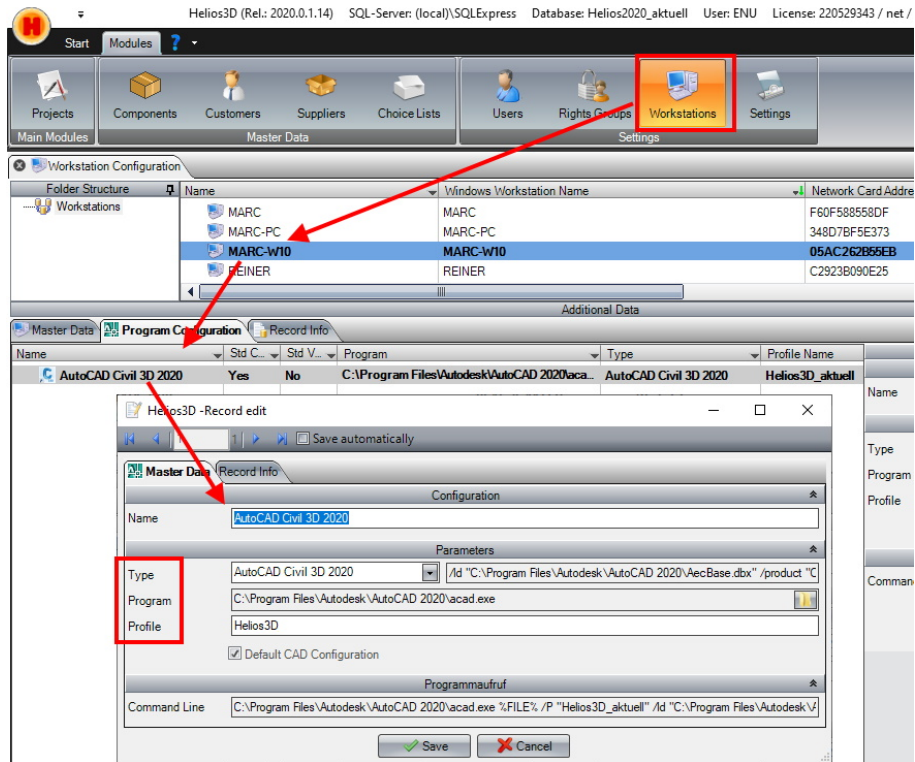 Helios3D (Rel.: 2020.0.1.14) SQL-Server: (local)\SQLExpress Database: Helios2020_aktuell User: ENU License: 220529343 / net /
H
Start Modules ?
Projects Components Customers Suppliers Choice Lists Users Rights Groups Workstations Settings
Main Modules Master Data Settings
Workstation Configuration
Folder Structure Name Windows Workstation Name Network Card Addre
Workstations
MARC MARC F60F588558DF
MARC-PC MARC-PC 348D7BF5E373
MARC-W10 MARC-W10 05AC262B55EB
REINER REINER C2923B090E25
Additional Data
Master Data Program Configuration Record Info
Name Std C... Std V... Program Type Profile Name
AutoCAD Civil 3D 2020 Yes No C:\Program Files\Autodesk\AutoCAD 2020\aca... AutoCAD Civil 3D 2020 Helios3D_aktuell
Name
Type
Program
Profile
Comman
Helios3D -Record edit
1 Save automatically
Master Data Record Info
Configuration
Name AutoCAD Civil 3D 2020
Parameters
Type AutoCAD Civil 3D 2020 /ld "C:\Program Files\Autodesk\AutoCAD 2020\AecBase.dbx" /product "C
Program C:\Program Files\Autodesk\AutoCAD 2020\acad.exe
Profile Helios3D
Default CAD Configuration
Programmaufruf
Command Line C:\Program Files\Autodesk\AutoCAD 2020\acad.exe %FILE% /P "Helios3D_aktuell" /ld "C:\Program Files\Autodesk\
Save Cancel